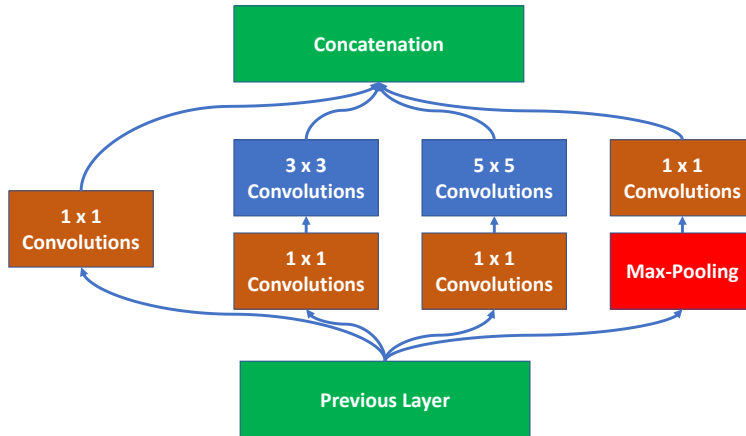 Concatenation
3 x 3
Convolutions
5 x 5
Convolutions
1 x 1
Convolutions
1 x 1
Convolutions
1 x 1
Convolutions
1 x 1
Convolutions
Max-Pooling
Previous Layer